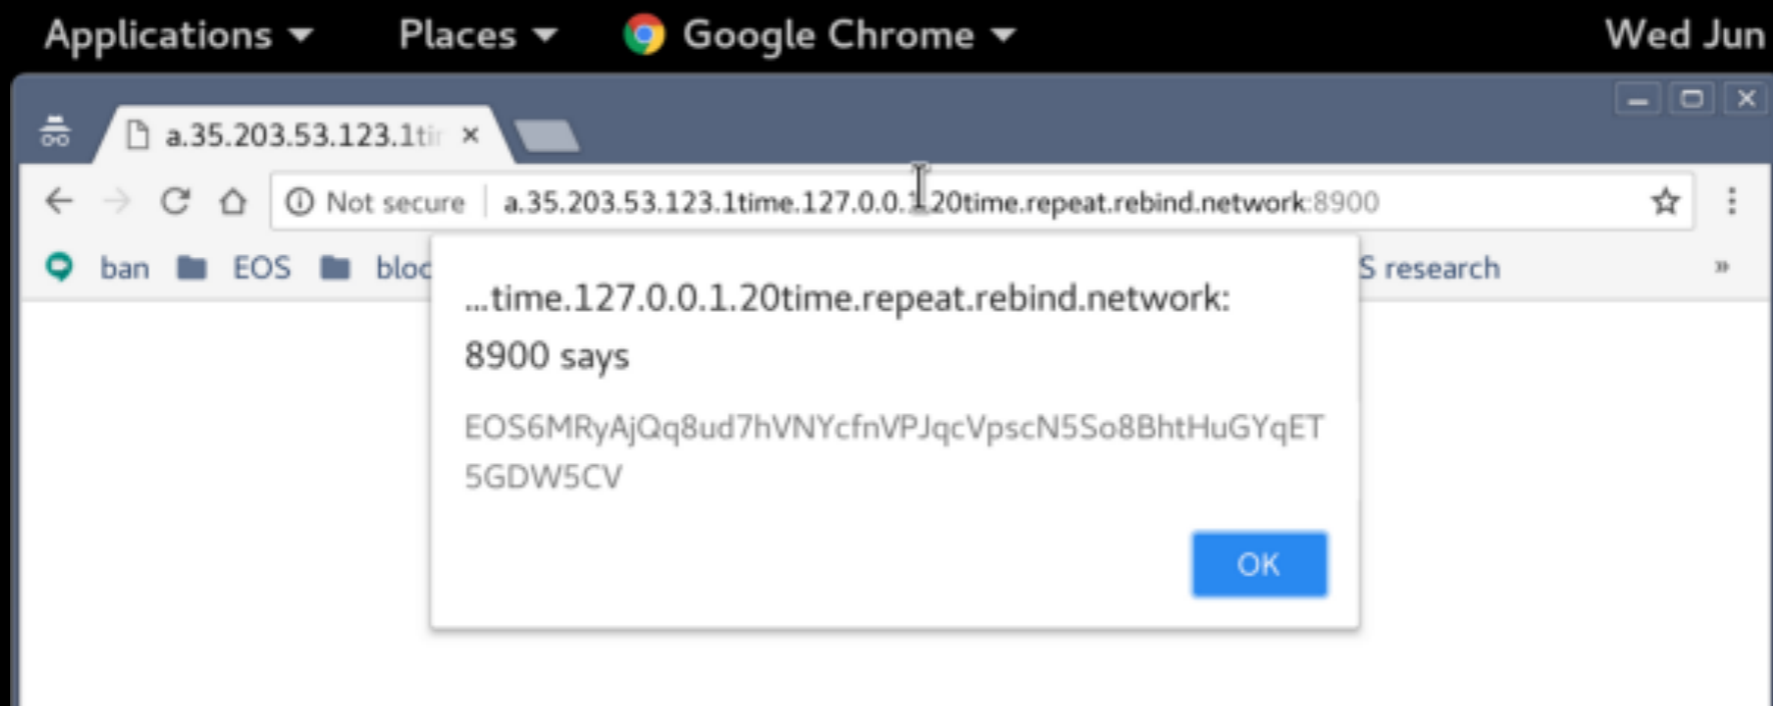 Applications Places Google Chrome Wed Jun
a.35.203.53.123.1tim
Not secure a.35.203.53.123.1time.127.0.0.1.20time.repeat.rebind.network:8900
ban EOS bloc S research »
...time.127.0.0.1.20time.repeat.rebind.network:
8900 says
EOS6MRyAjQq8ud7hVNYcfnVPJqcVpscN5So8BhtHuGYqET
5GDW5CV
OK